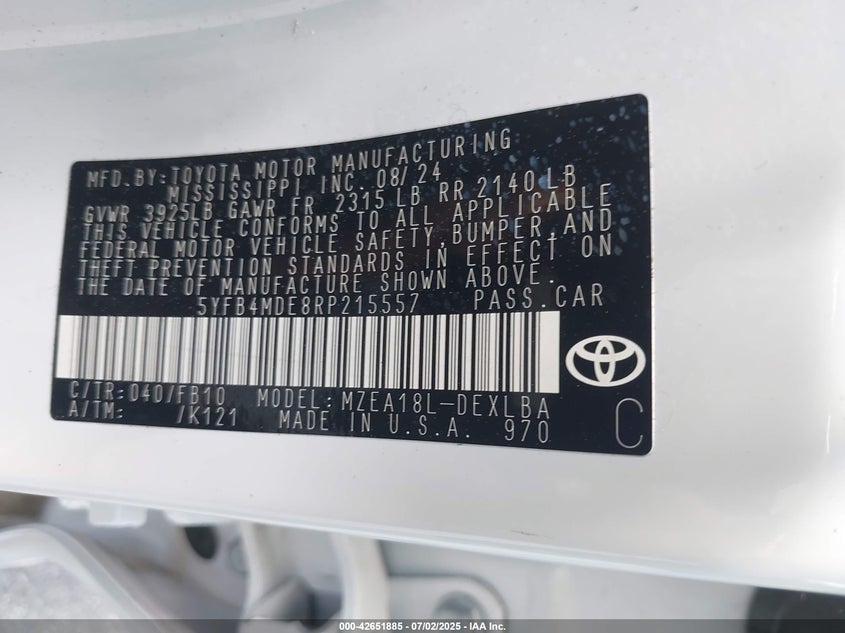 MFD.BY:TOYOTA MOTOR MANUFACTURING
MISSISSIPPI INC. 08/24
GVWR 3925LB GAWR FR 2315 LB RR 2140 LB
THIS VEHICLE CONFORMS TO ALL APPLICABLE
FEDERAL MOTOR VEHICLE SAFETY,BUMPER,AND
THEFT PREVENTION STANDARDS IN EFFECT ON
THE DATE OF MANUFACTURE SHOWN ABOVE.
5YFB4MDE8RP215557 PASS.CAR
C/TR:040/FB10 MODEL:MZEA18L-DEXLBA
A/TM: /K121 MADE IN U.S.A. 970
C
000-42651885 - 07/02/2025 - IAA Inc.